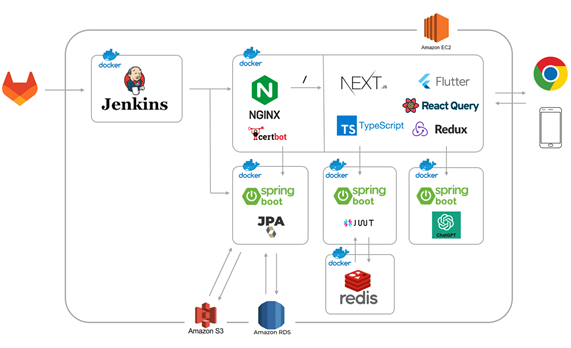 Amazon EC2
docker
docker
Jenkins
NGINX
certbot
/
NEXT.JS
Flutter
React Query
TS TypeScript
Redux
docker
docker
docker
spring
boot
JPA
spring
boot
JWT
spring
boot
ChatGPT
docker
redis
Amazon S3
Amazon RDS